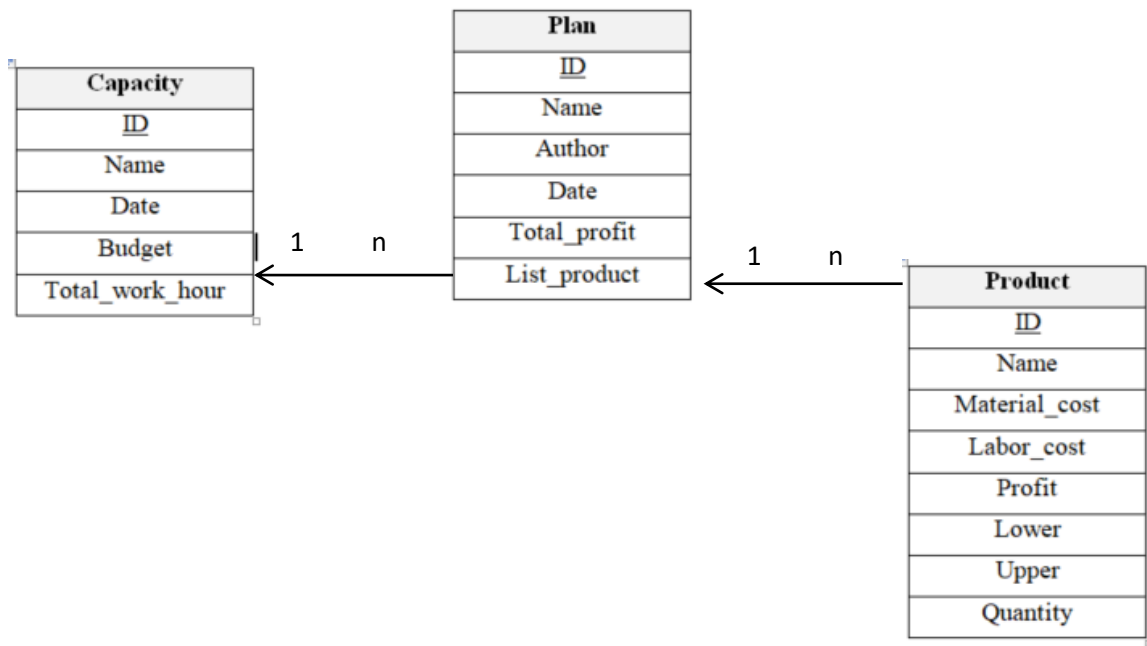 Capacity
ID
Name
Date
Budget
Total_work_hour
1 n
Plan
ID
Name
Author
Date
Total_profit
List_product
1 n
Product
ID
Name
Material_cost
Labor_cost
Profit
Lower
Upper
Quantity